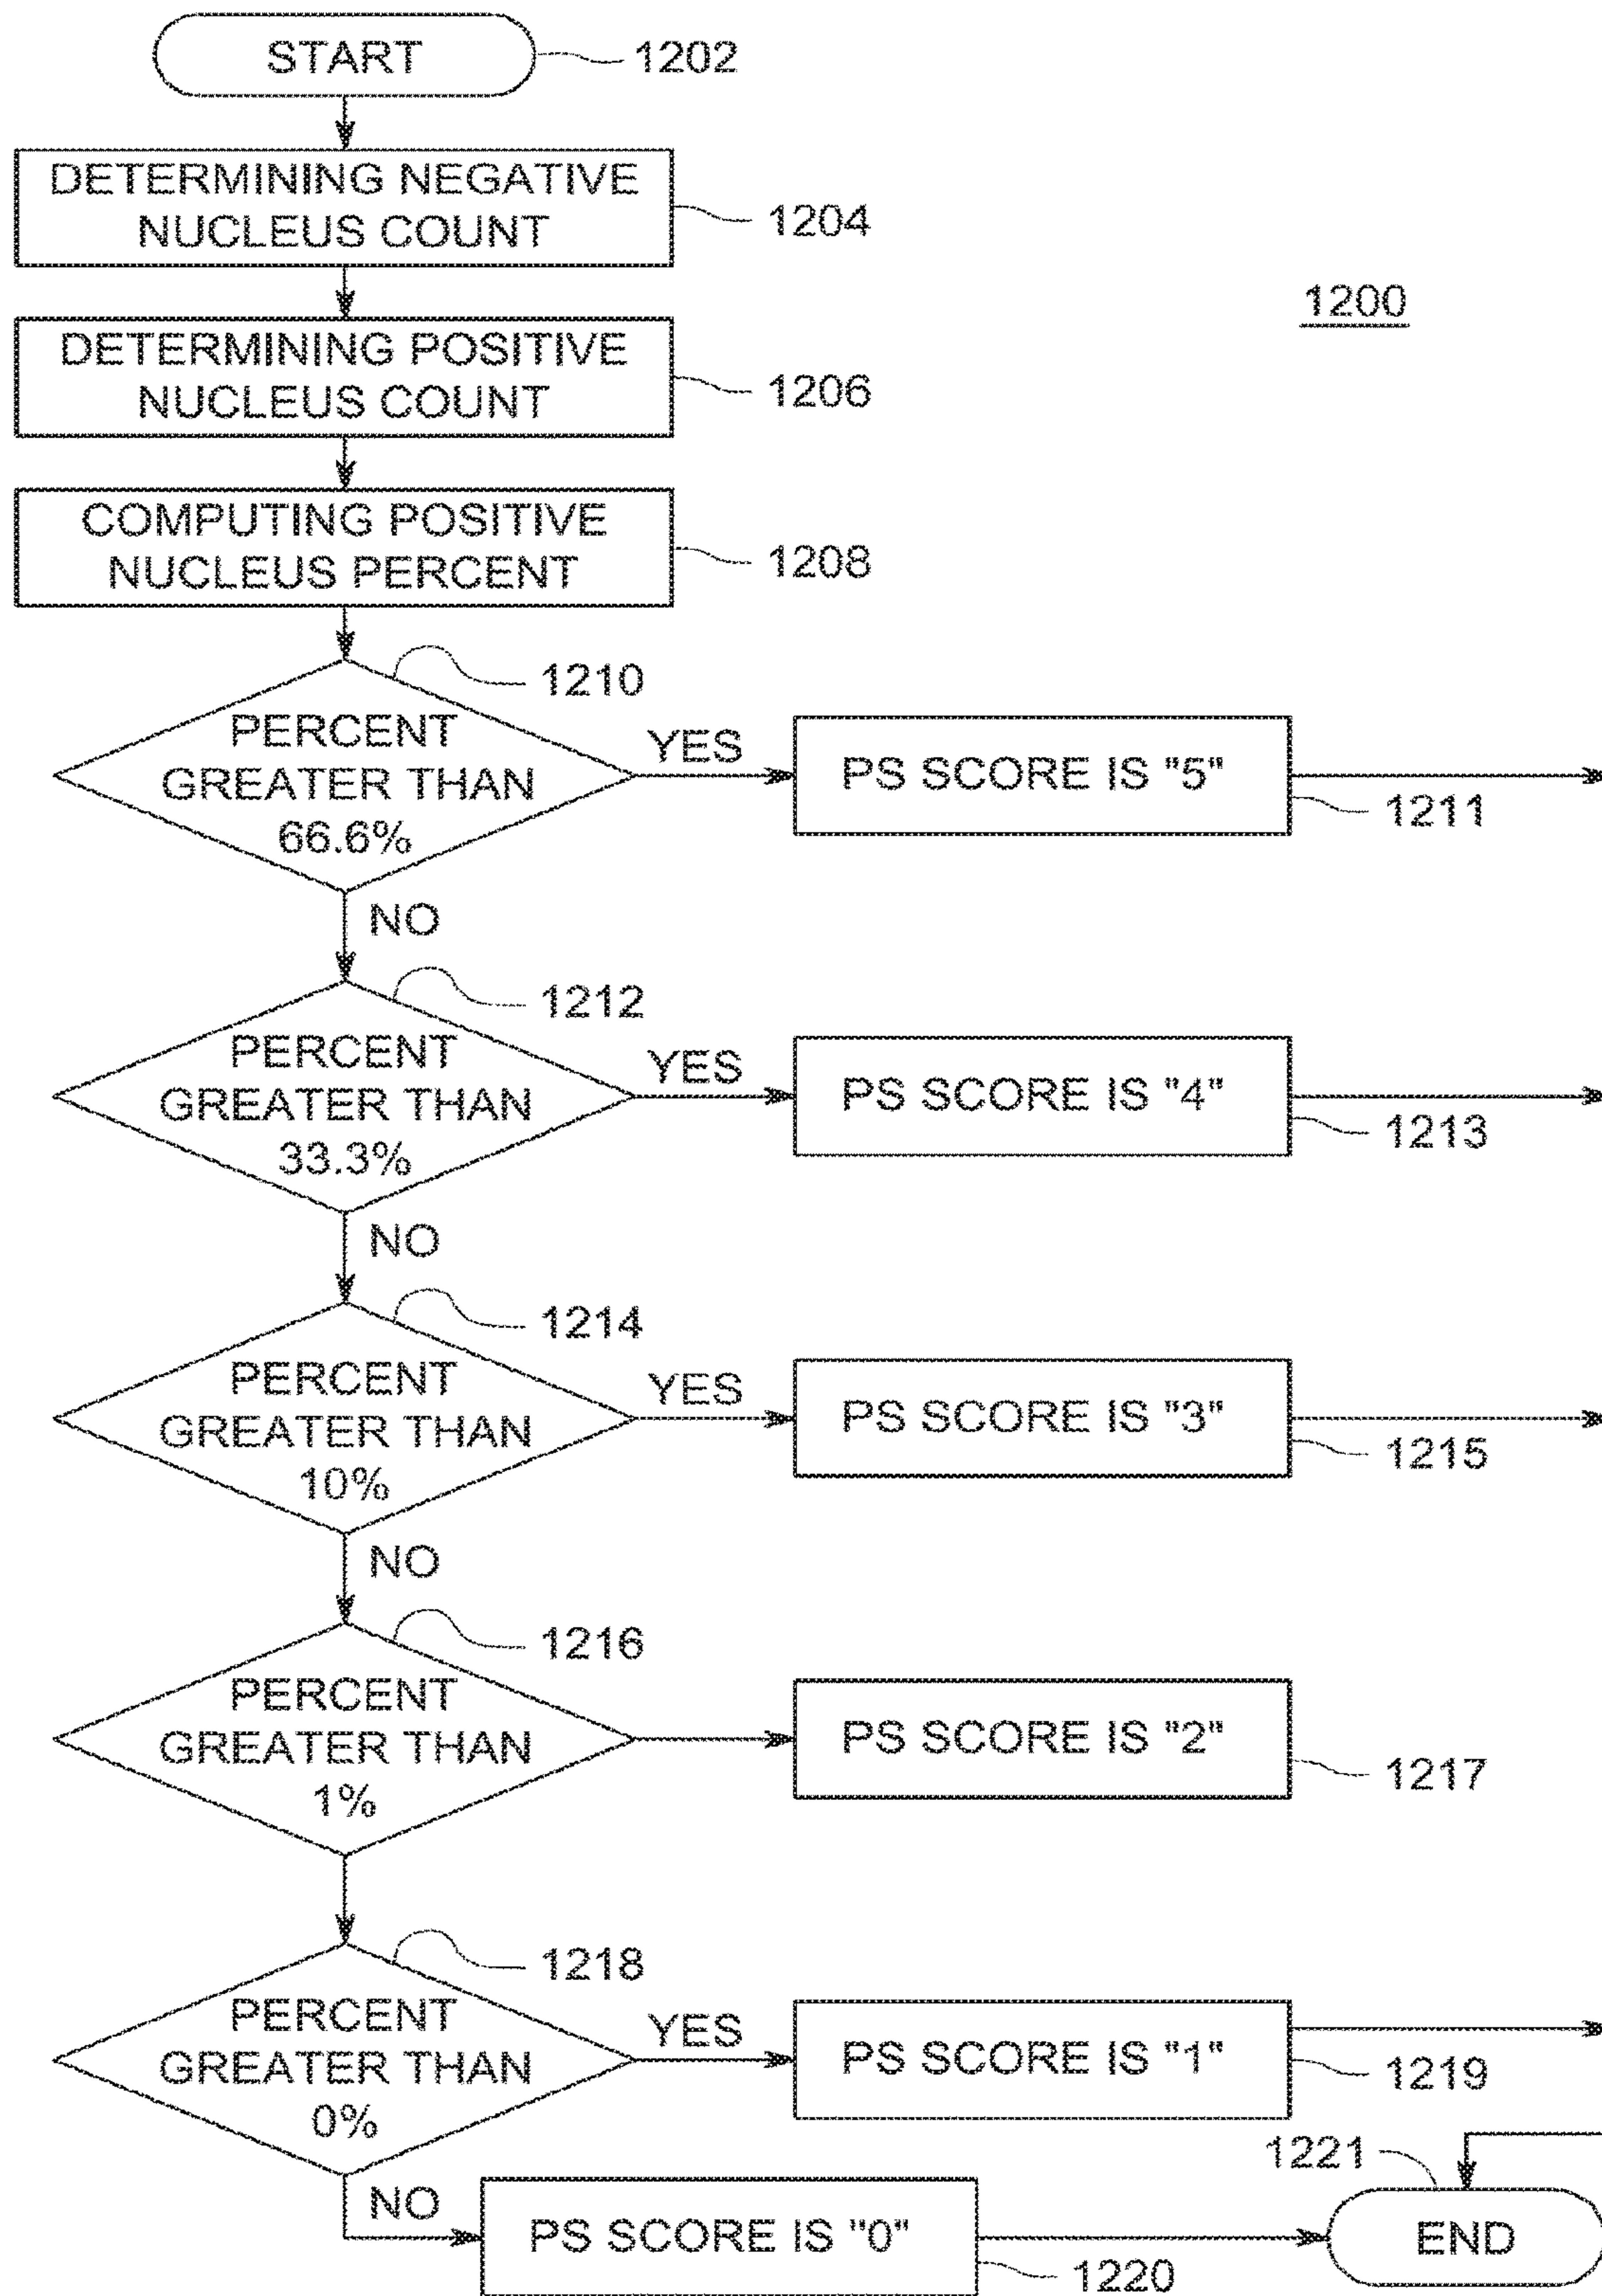 START
1202
DETERMINING NEGATIVE
NUCLEUS COUNT
1204
1200
DETERMINING POSITIVE
NUCLEUS COUNT
1206
COMPUTING POSITIVE
NUCLEUS PERCENT
1208
1210
PERCENT
GREATER THAN
66.6%
YES
PS SCORE IS "5"
1211
NO
1212
PERCENT
GREATER THAN
33.3%
YES
PS SCORE IS "4"
1213
NO
1214
PERCENT
GREATER THAN
10%
YES
PS SCORE IS "3"
1215
NO
1216
PERCENT
GREATER THAN
1%
PS SCORE IS "2"
1217
1218
PERCENT
GREATER THAN
0%
YES
PS SCORE IS "1"
1219
NO
PS SCORE IS "0"
1220
1221
END